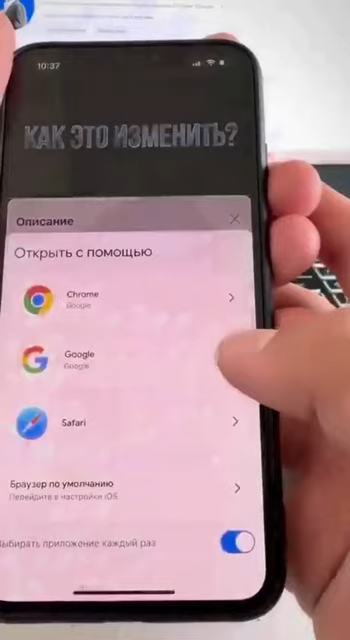 10:37
КАК ЭТО ИЗМЕНИТЬ?
Описание
Открыть с помощью
Chrome
Google
Google
Google
Safari
Браузер по умолчанию
Перейдите в настройки iOS
Выбирать приложение каждый раз